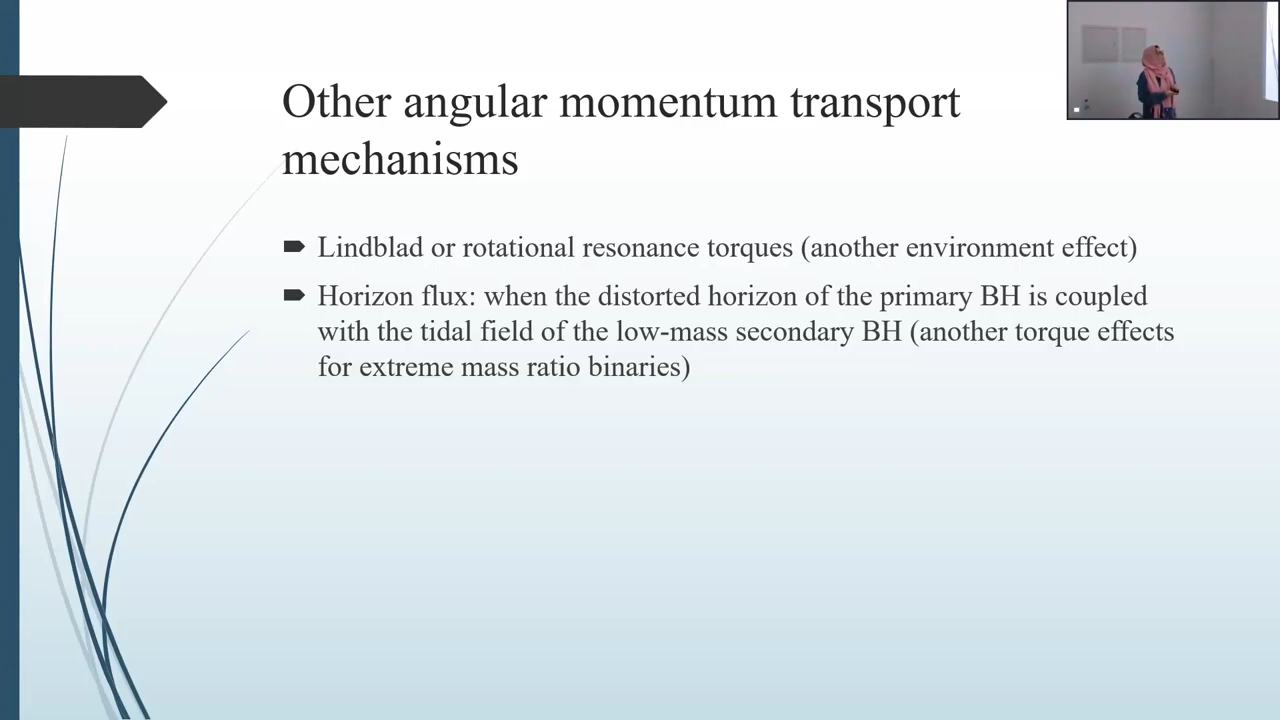 Other angular momentum transport
mechanisms
Lindblad or rotational resonance torques (another environment effect)
Horizon flux: when the distorted horizon of the primary BH is coupled
with the tidal field of the low-mass secondary BH (another torque effects
for extreme mass ratio binaries)